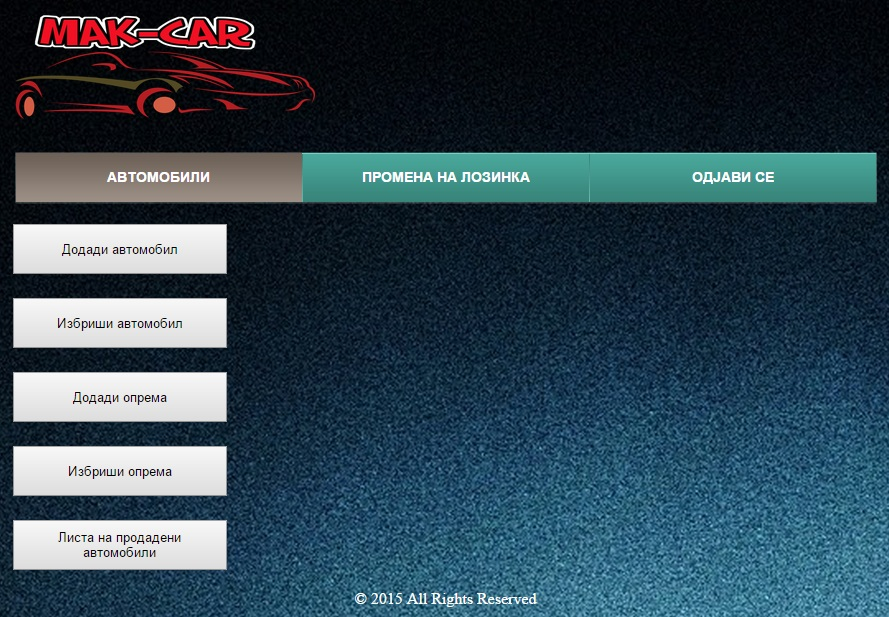 MAK-CAR
АВТОМОБИЛИ
ПРОМЕНА НА ЛОЗИНКА
ОДЈАВИ СЕ
Додади автомобил
Избриши автомобил
Додади опрема
Избриши опрема
Листа на продадени
автомобили
© 2015 All Rights Reserved